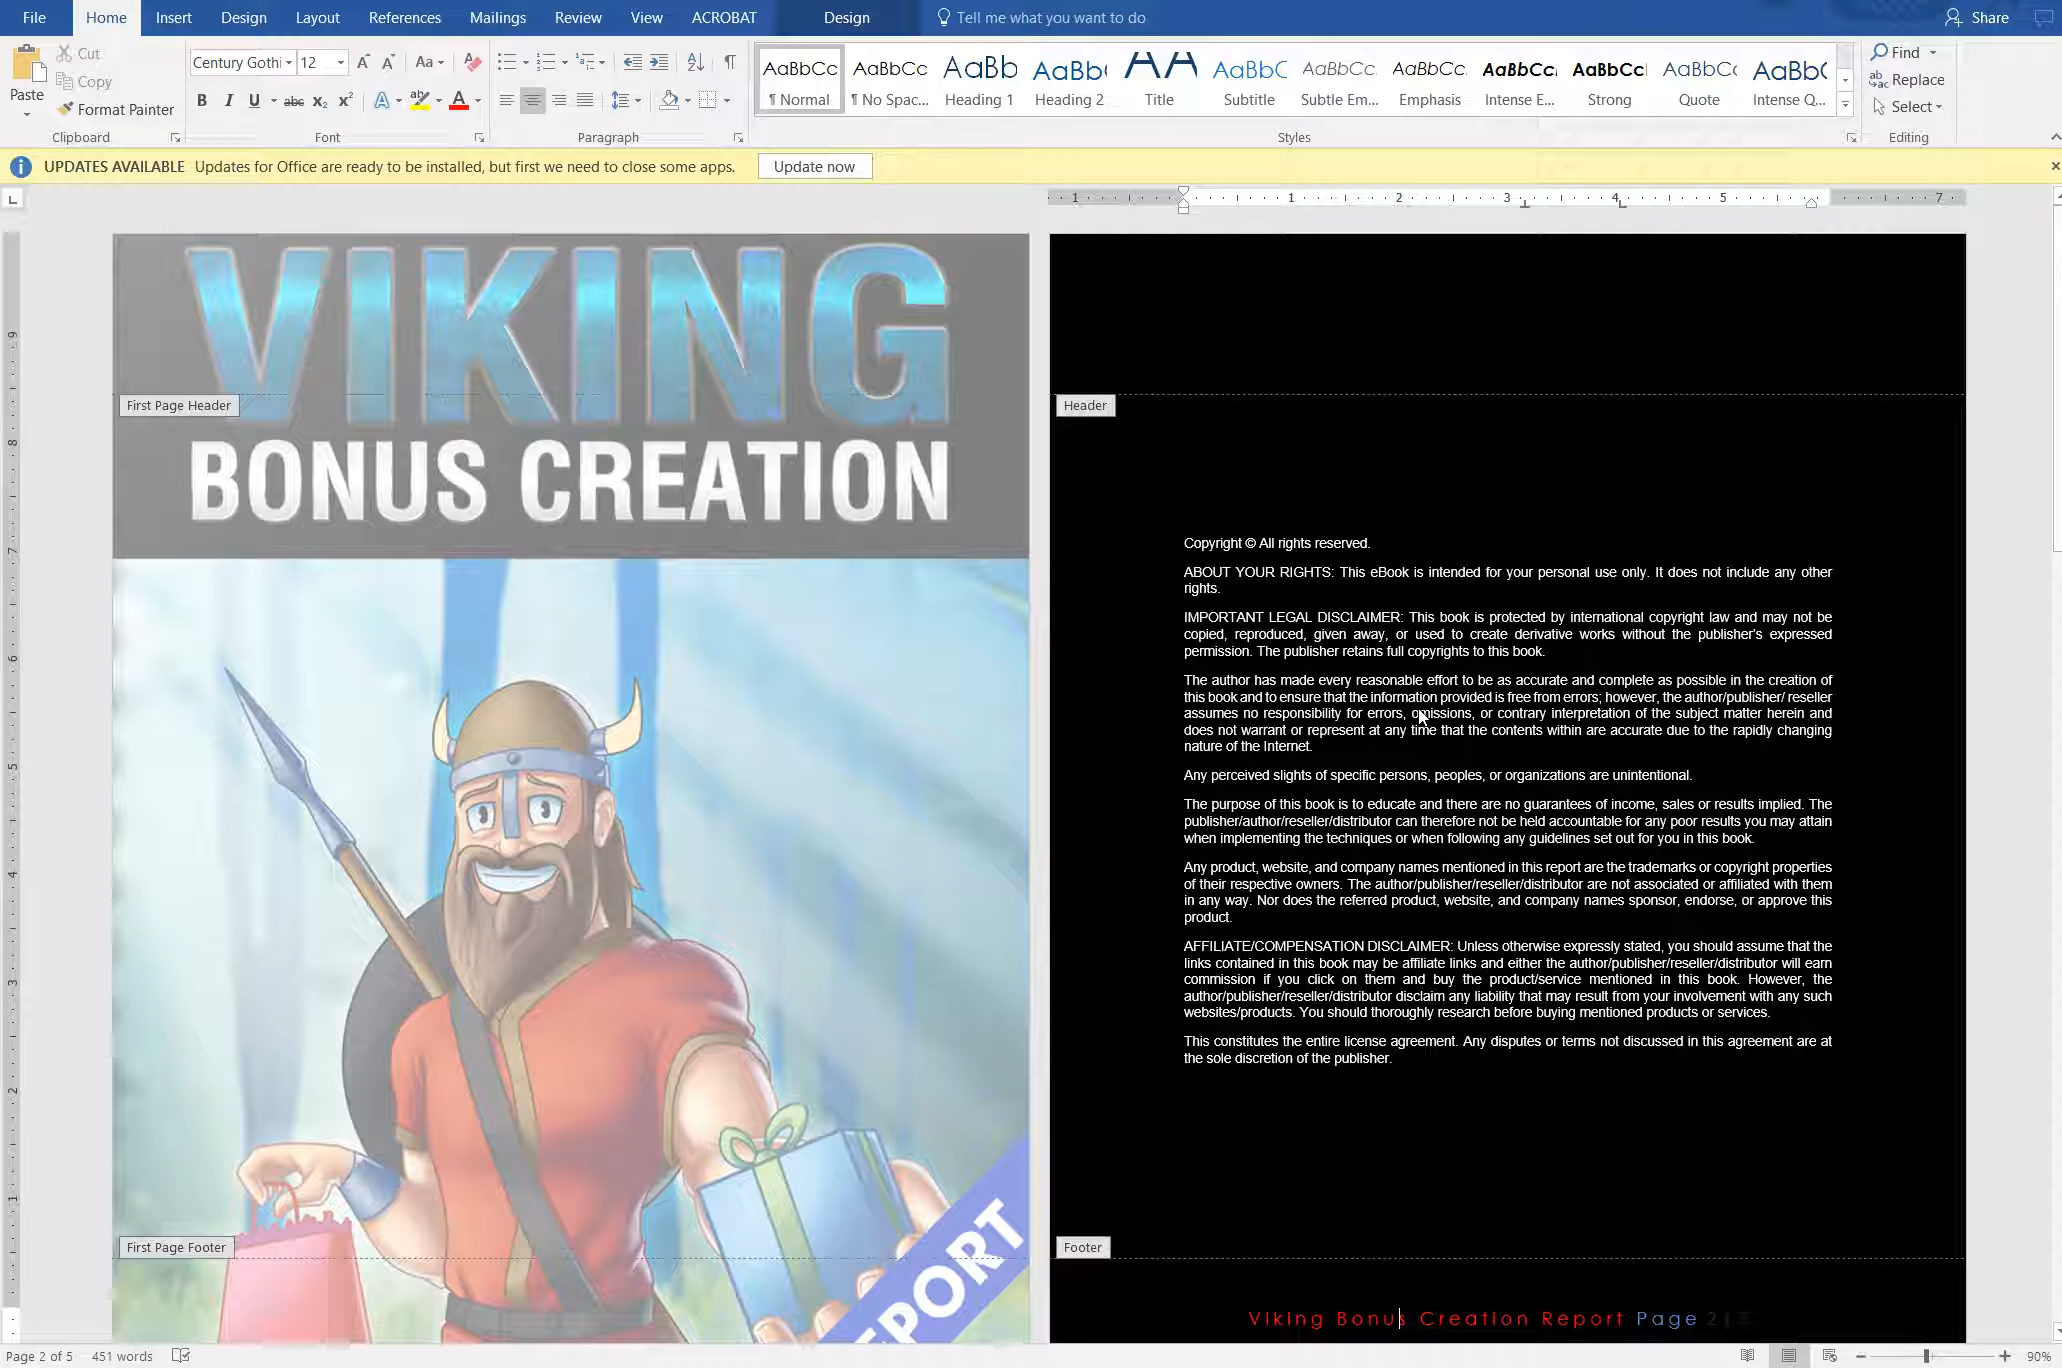 File Home Insert Design Layout References Mailings Review View ACROBAT Design Tell me what you want to do Share
Paste
Cut
Copy
Format Painter
Clipboard
Century Gothi 12
Font
Paragraph
AaBbCc AaBbCc AaBb AaBb AA AaBbC AaBbCc AaBbCc AaBbCc AaBbCc AaBbCc AaBb
¶ Normal ¶ No Spac... Heading 1 Heading 2 Title Subtitle Subtle Em... Emphasis Intense E... Strong Quote Intense Q...
Styles
Find
Replace
Select
Editing
UPDATES AVAILABLE Updates for Office are ready to be installed, but first we need to close some apps. Update now
1 1 2 3 4 5 7
VIKING
First Page Header
BONUS CREATION
PORT
First Page Footer
Header
Copyright © All rights reserved.
ABOUT YOUR RIGHTS: This eBook is intended for your personal use only. It does not include any other
rights.
IMPORTANT LEGAL DISCLAIMER: This book is protected by international copyright law and may not be
copied, reproduced, given away, or used to create derivative works without the publisher's expressed
permission. The publisher retains full copyrights to this book.
The author has made every reasonable effort to be as accurate and complete as possible in the creation of
this book and to ensure that the information provided is free from errors; however, the author/publisher/ reseller
assumes no responsibility for errors, omissions, or contrary interpretation of the subject matter herein and
does not warrant or represent at any time that the contents within are accurate due to the rapidly changing
nature of the Internet.
Any perceived slights of specific persons, peoples, or organizations are unintentional.
The purpose of this book is to educate and there are no guarantees of income, sales or results implied. The
publisher/author/reseller/distributor can therefore not be held accountable for any poor results you may attain
when implementing the techniques or when following any guidelines set out for you in this book.
Any product, website, and company names mentioned in this report are the trademarks or copyright properties
of their respective owners. The author/publisher/reseller/distributor are not associated or affiliated with them
in any way. Nor does the referred product, website, and company names sponsor, endorse, or approve this
product.
AFFILIATE/COMPENSATION DISCLAIMER: Unless otherwise expressly stated, you should assume that the
links contained in this book may be affiliate links and either the author/publisher/reseller/distributor will earn
commission if you click on them and buy the product/service mentioned in this book. However, the
author/publisher/reseller/distributor disclaim any liability that may result from your involvement with any such
websites/products. You should thoroughly research before buying mentioned products or services.
This constitutes the entire license agreement. Any disputes or terms not discussed in this agreement are at
the sole discretion of the publisher.
Footer
Viking Bonus Creation Report Page 2
Page 2 of 5 451 words 90%